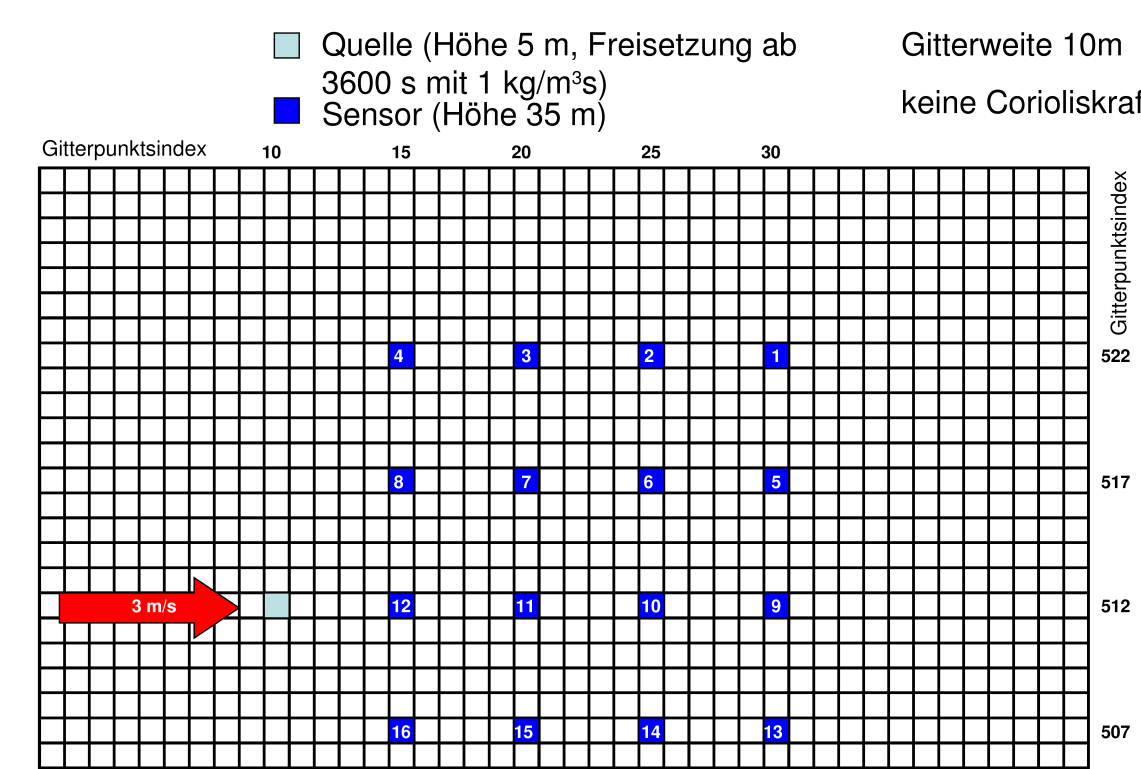 Quelle (Höhe 5 m, Freisetzung ab
3600 s mit 1 kg/m³s)
Sensor (Höhe 35 m)
Gitterweite 10m
keine Corioliskraf
Gitterpunktsindex 10 15 20 25 30
Gitterpunktsindex
4 3 2 1 522
8 7 6 5 517
3 m/s 12 11 10 9 512
16 15 14 13 507